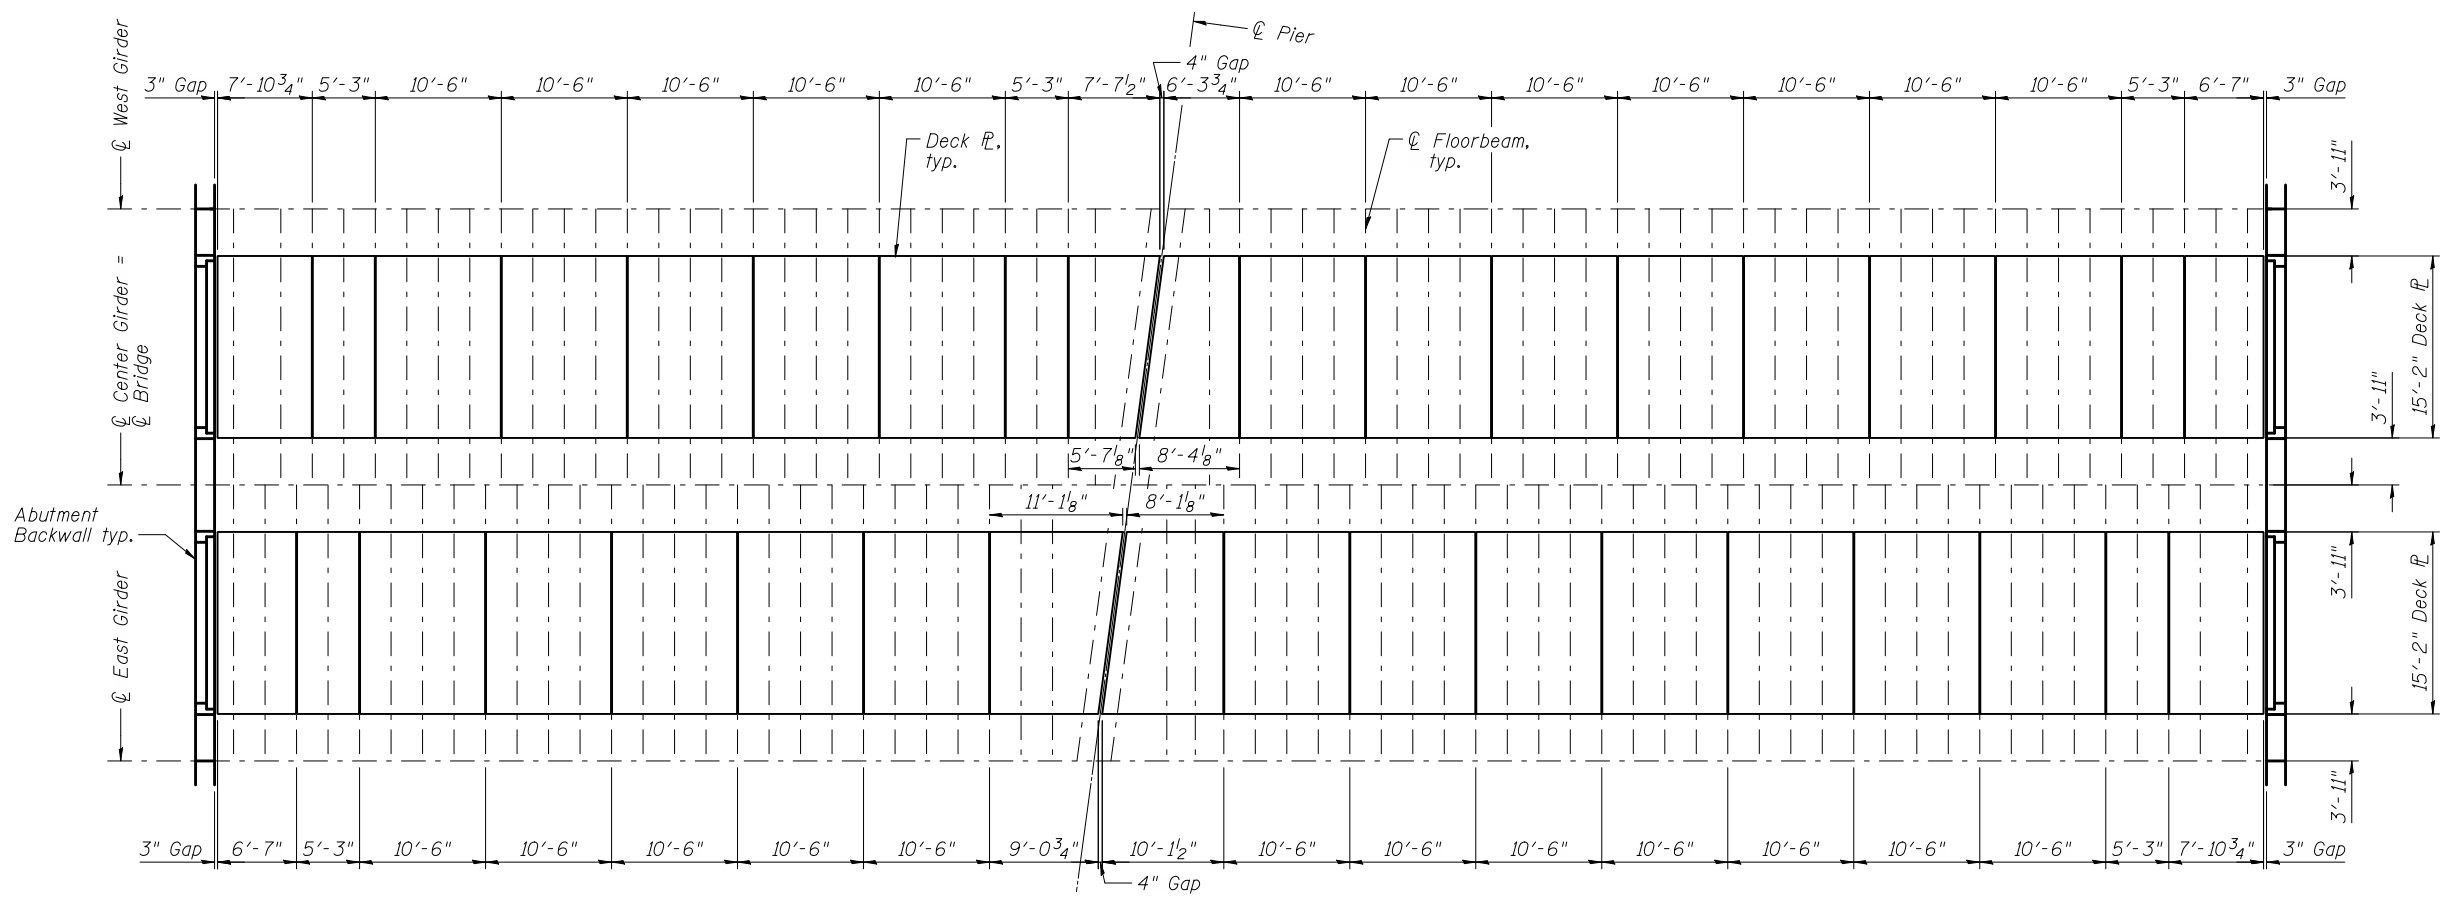 ℄ Pier
4" Gap
3" Gap 7'-10¾" 5'-3" 10'-6" 10'-6" 10'-6" 10'-6" 10'-6" 5'-3" 7'-7½" 6'-3¾" 10'-6" 10'-6" 10'-6" 10'-6" 10'-6" 10'-6" 10'-6" 5'-3" 6'-7" 3" Gap
℄ West Girder
Deck ⅊,
typ.
℄ Floorbeam,
typ.
3'-11"
℄ Center Girder =
℄ Bridge
15'-2" Deck ⅊
3'-11"
5'-7⅛" 8'-4⅛"
11'-1⅛" 8'-1⅛"
Abutment
Backwall typ.
℄ East Girder
3'-11"
15'-2" Deck ⅊
3'-11"
3" Gap 6'-7" 5'-3" 10'-6" 10'-6" 10'-6" 10'-6" 10'-6" 9'-0¾" 10'-1½" 10'-6" 10'-6" 10'-6" 10'-6" 10'-6" 10'-6" 10'-6" 5'-3" 7'-10¾" 3" Gap
4" Gap